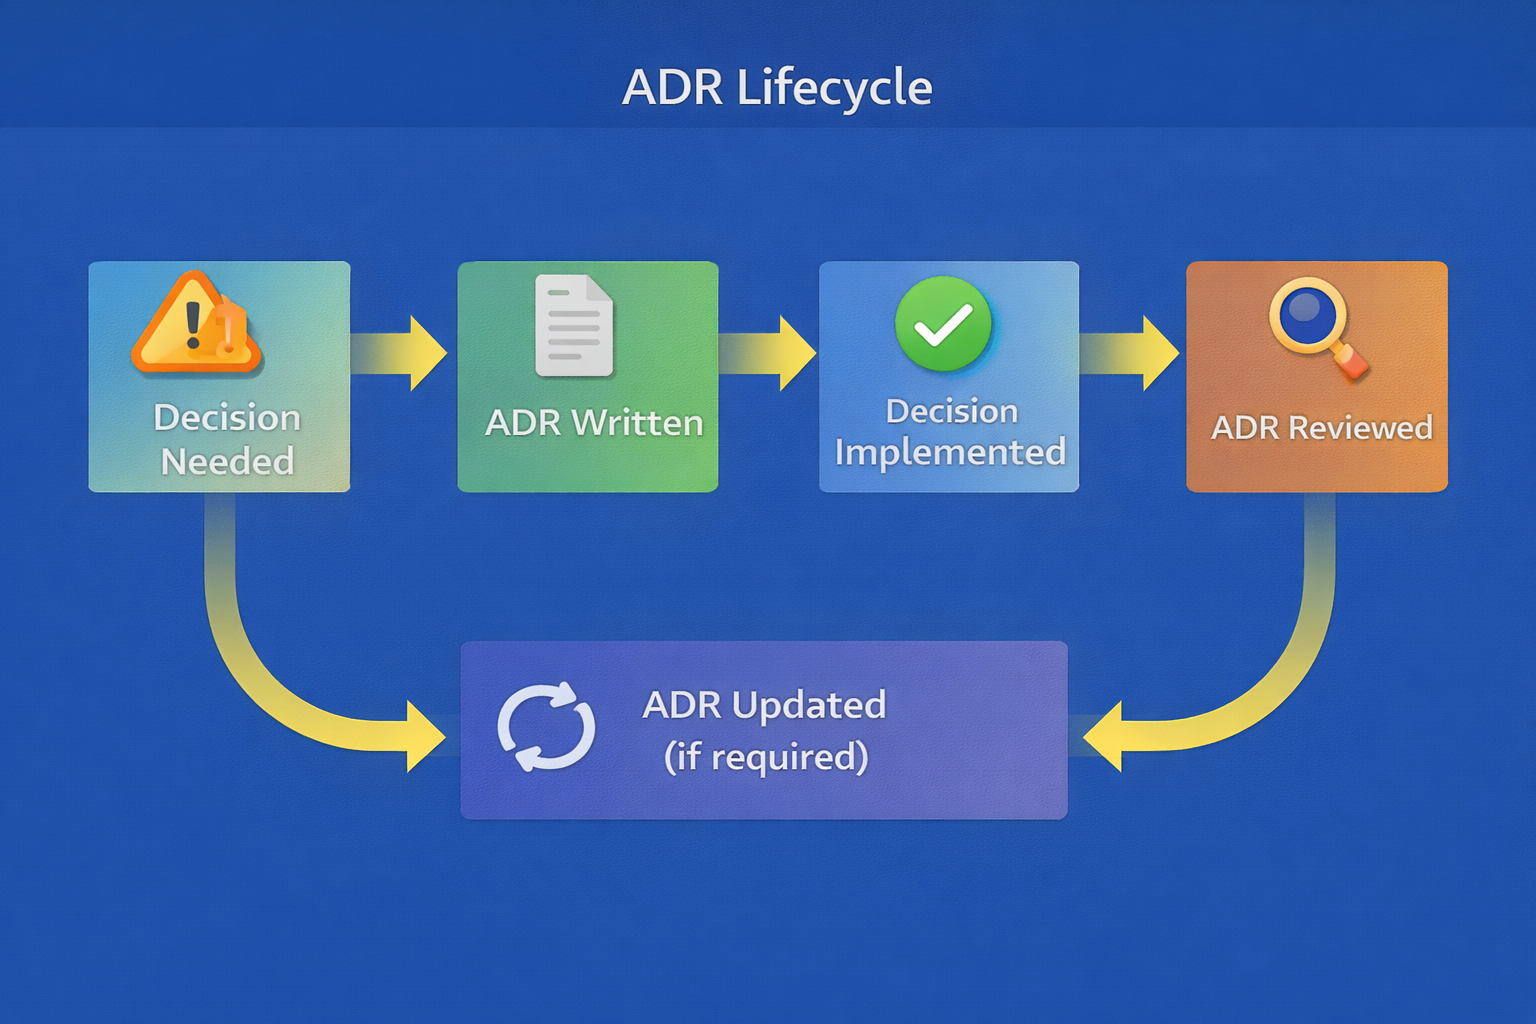 ADR Lifecycle
Decision
Needed
ADR Written
Decision
Implemented
ADR Reviewed
ADR Updated
(if required)